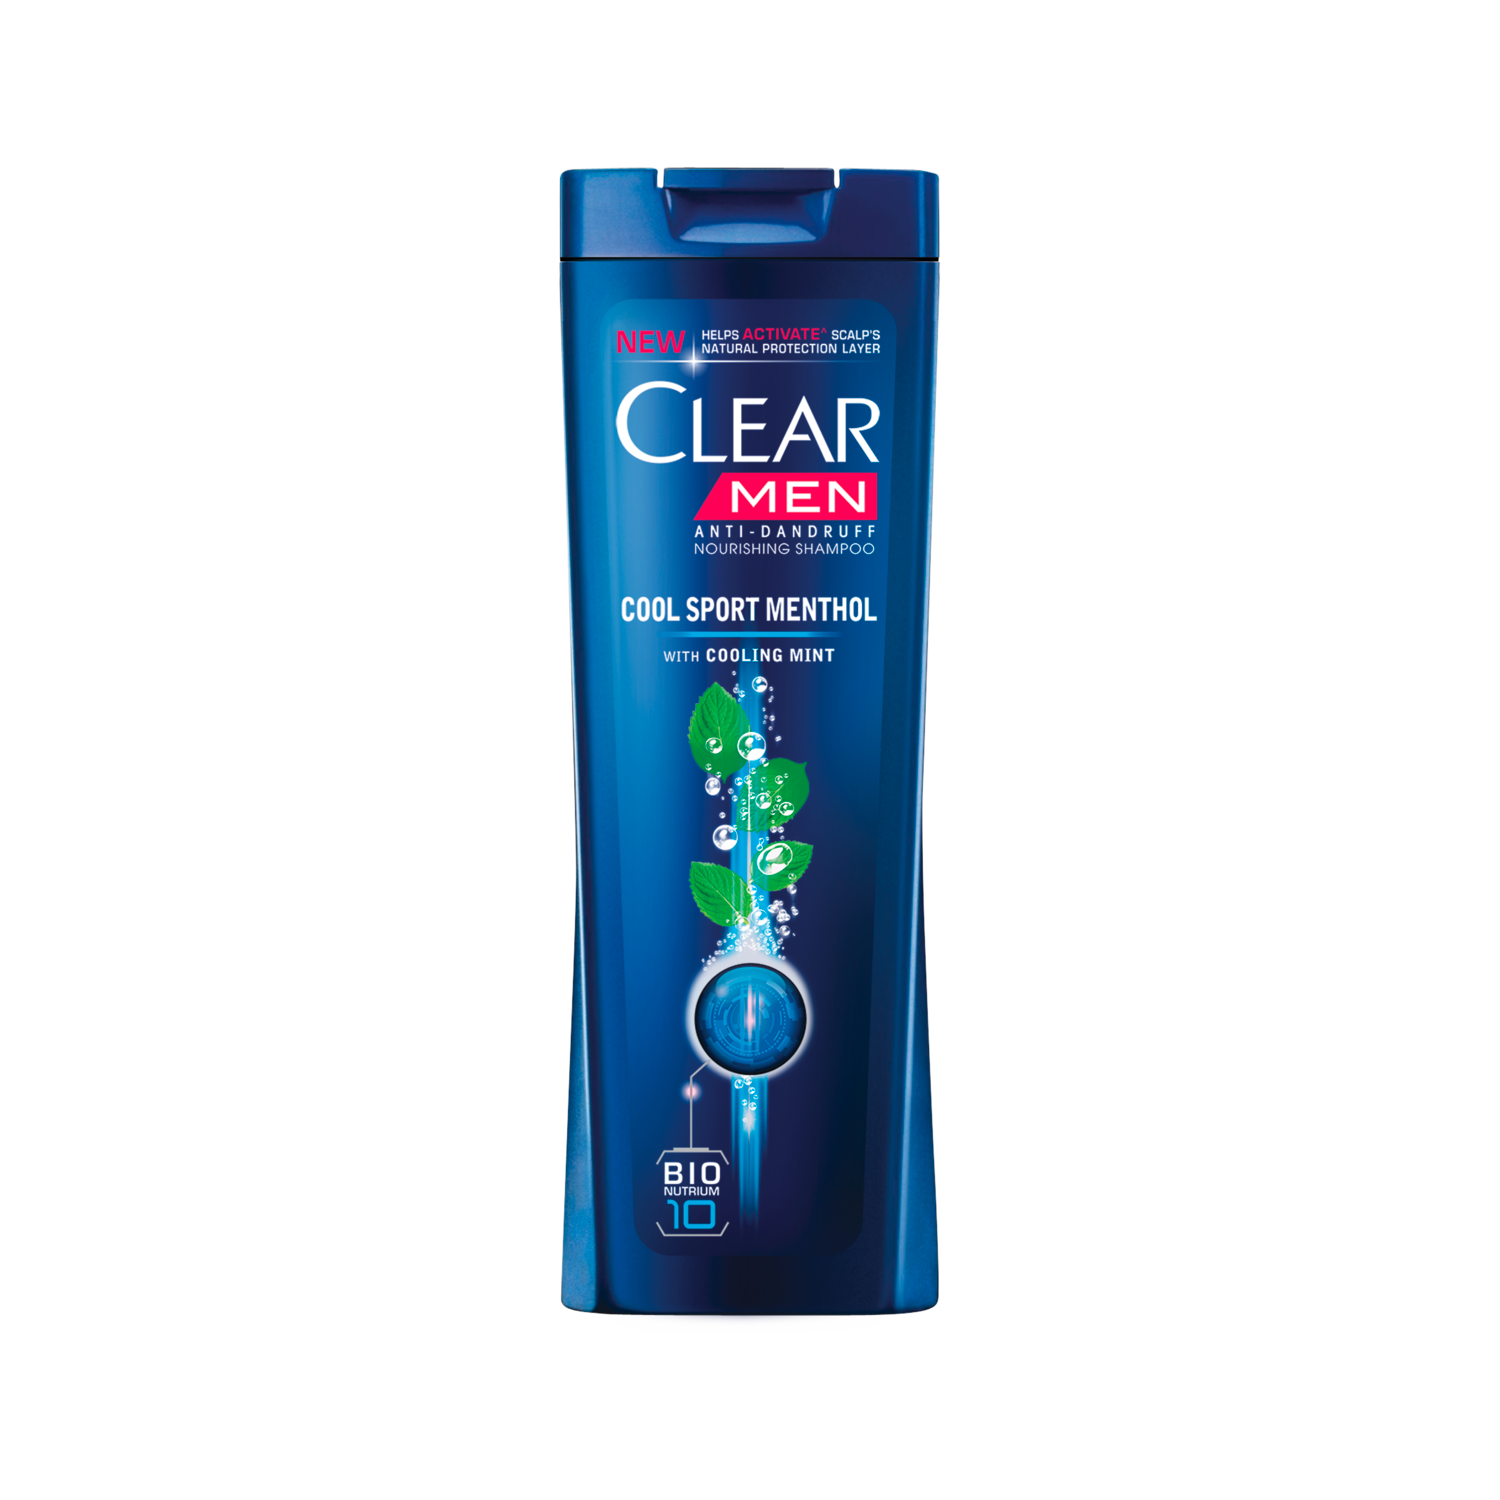 NEW
HELPS ACTIVATE^ SCALP'S
NATURAL PROTECTION LAYER
CLEAR
MEN
ANTI-DANDRUFF
NOURISHING SHAMPOO
COOL SPORT MENTHOL
WITH COOLING MINT
BIO
NUTRIUM
10